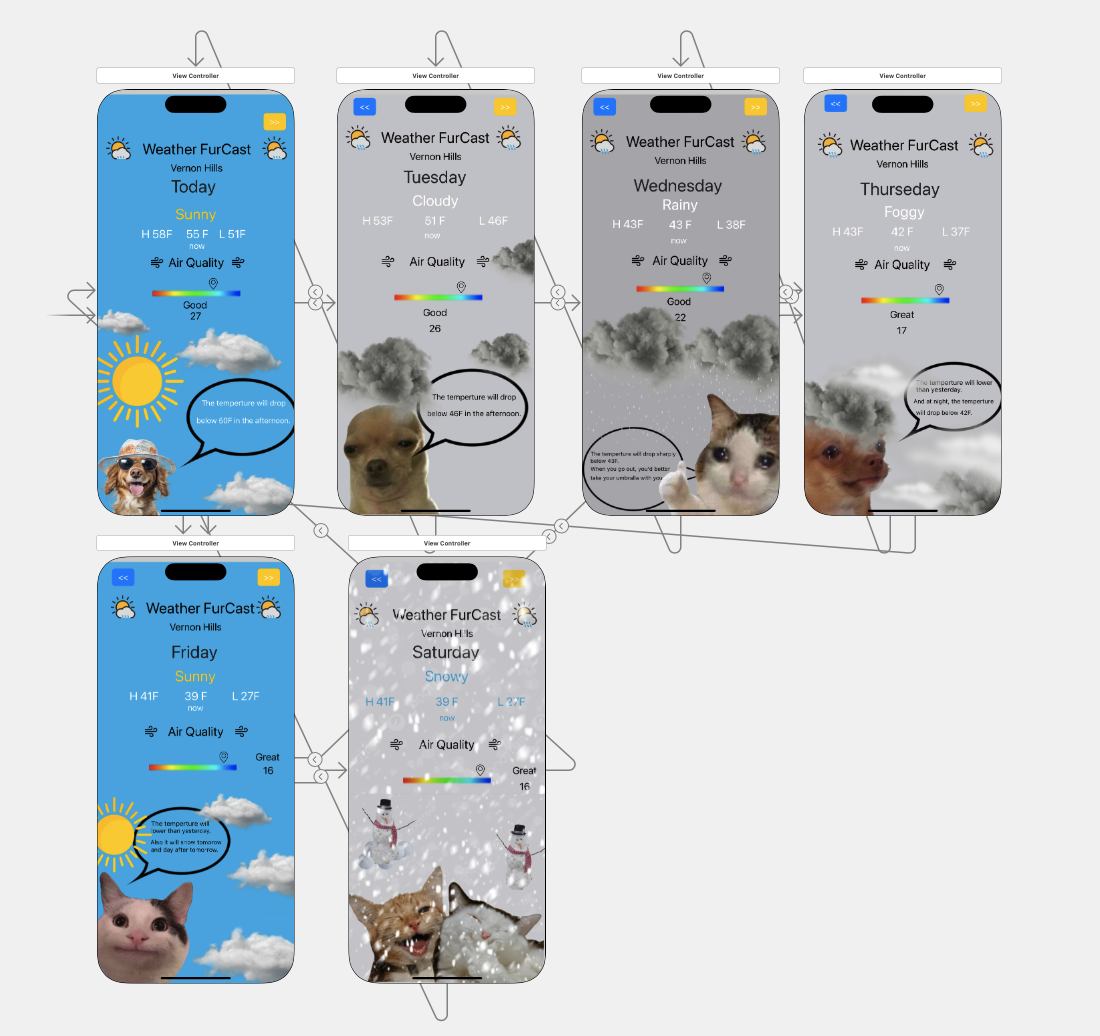 View Controller
>>
Weather FurCast
Vernon Hills
Today
Sunny
H 58F 55 F L 51F
now
Air Quality
Good
27
The temperture will drop
below 60F in the afternoon.
View Controller
<<
>>
Weather FurCast
Vernon Hills
Tuesday
Cloudy
H 53F 51 F L 46F
now
Air Quality
Good
26
The temperture will drop
below 46F in the afternoon.
View Controller
<<
>>
Weather FurCast
Vernon Hills
Wednesday
Rainy
H 43F 43 F L 38F
now
Air Quality
Good
22
The temperture will drop sharply
below 43F.
When you go out, you'd better
take your umbralla with you
View Controller
<<
>>
Weather FurCast
Vernon Hills
Thurseday
Foggy
H 43F 42 F L 37F
now
Air Quality
Great
17
The temperture will lower
than yesterday.
And at night, the temperture
will drop below 42F.
<<
>>
Weather FurCast
Vernon Hills
Friday
Sunny
H 41F 39 F L 27F
now
Air Quality
Great
16
The temperture will
lower than yesterday.
Also it will snow tomorow
and day after tomorrow.
View Controller
View Controller
<<
>>
Weather FurCast
Vernon Hills
Saturday
Snowy
H 41F 39 F L 27F
now
Air Quality
Great
16